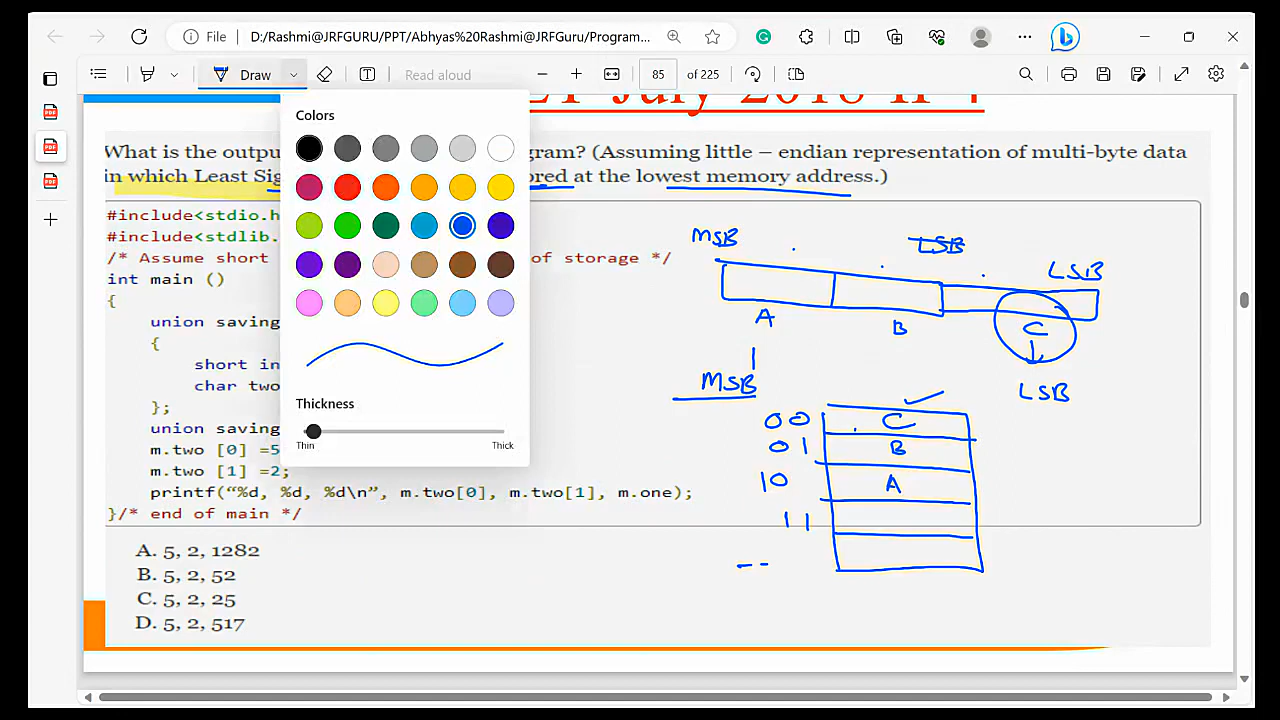 File D:/Rashmi@JRFGURU/PPT/Abhyas%20Rashmi@JRFGuru/Program...
Draw Read aloud 85 of 225
July 2018 II
Colors
What is the outpu gram? (Assuming little – endian representation of multi-byte data
in which Least Sig ored at the lowest memory address.)
#include<stdio.h
#include<stdlib.
/* Assume short of storage */
int main ()
{
union saving
{
short in
char two
};
union saving
m.two [0] =5
m.two [1] =2;
printf(“%d, %d, %d\n”, m.two[0], m.two[1], m.one);
}/* end of main */
Thickness
Thin Thick
A. 5, 2, 1282
B. 5, 2, 52
C. 5, 2, 25
D. 5, 2, 517
MSB LSB LSB
A B C
MSB LSB
00 C
01 B
10 A
11
--